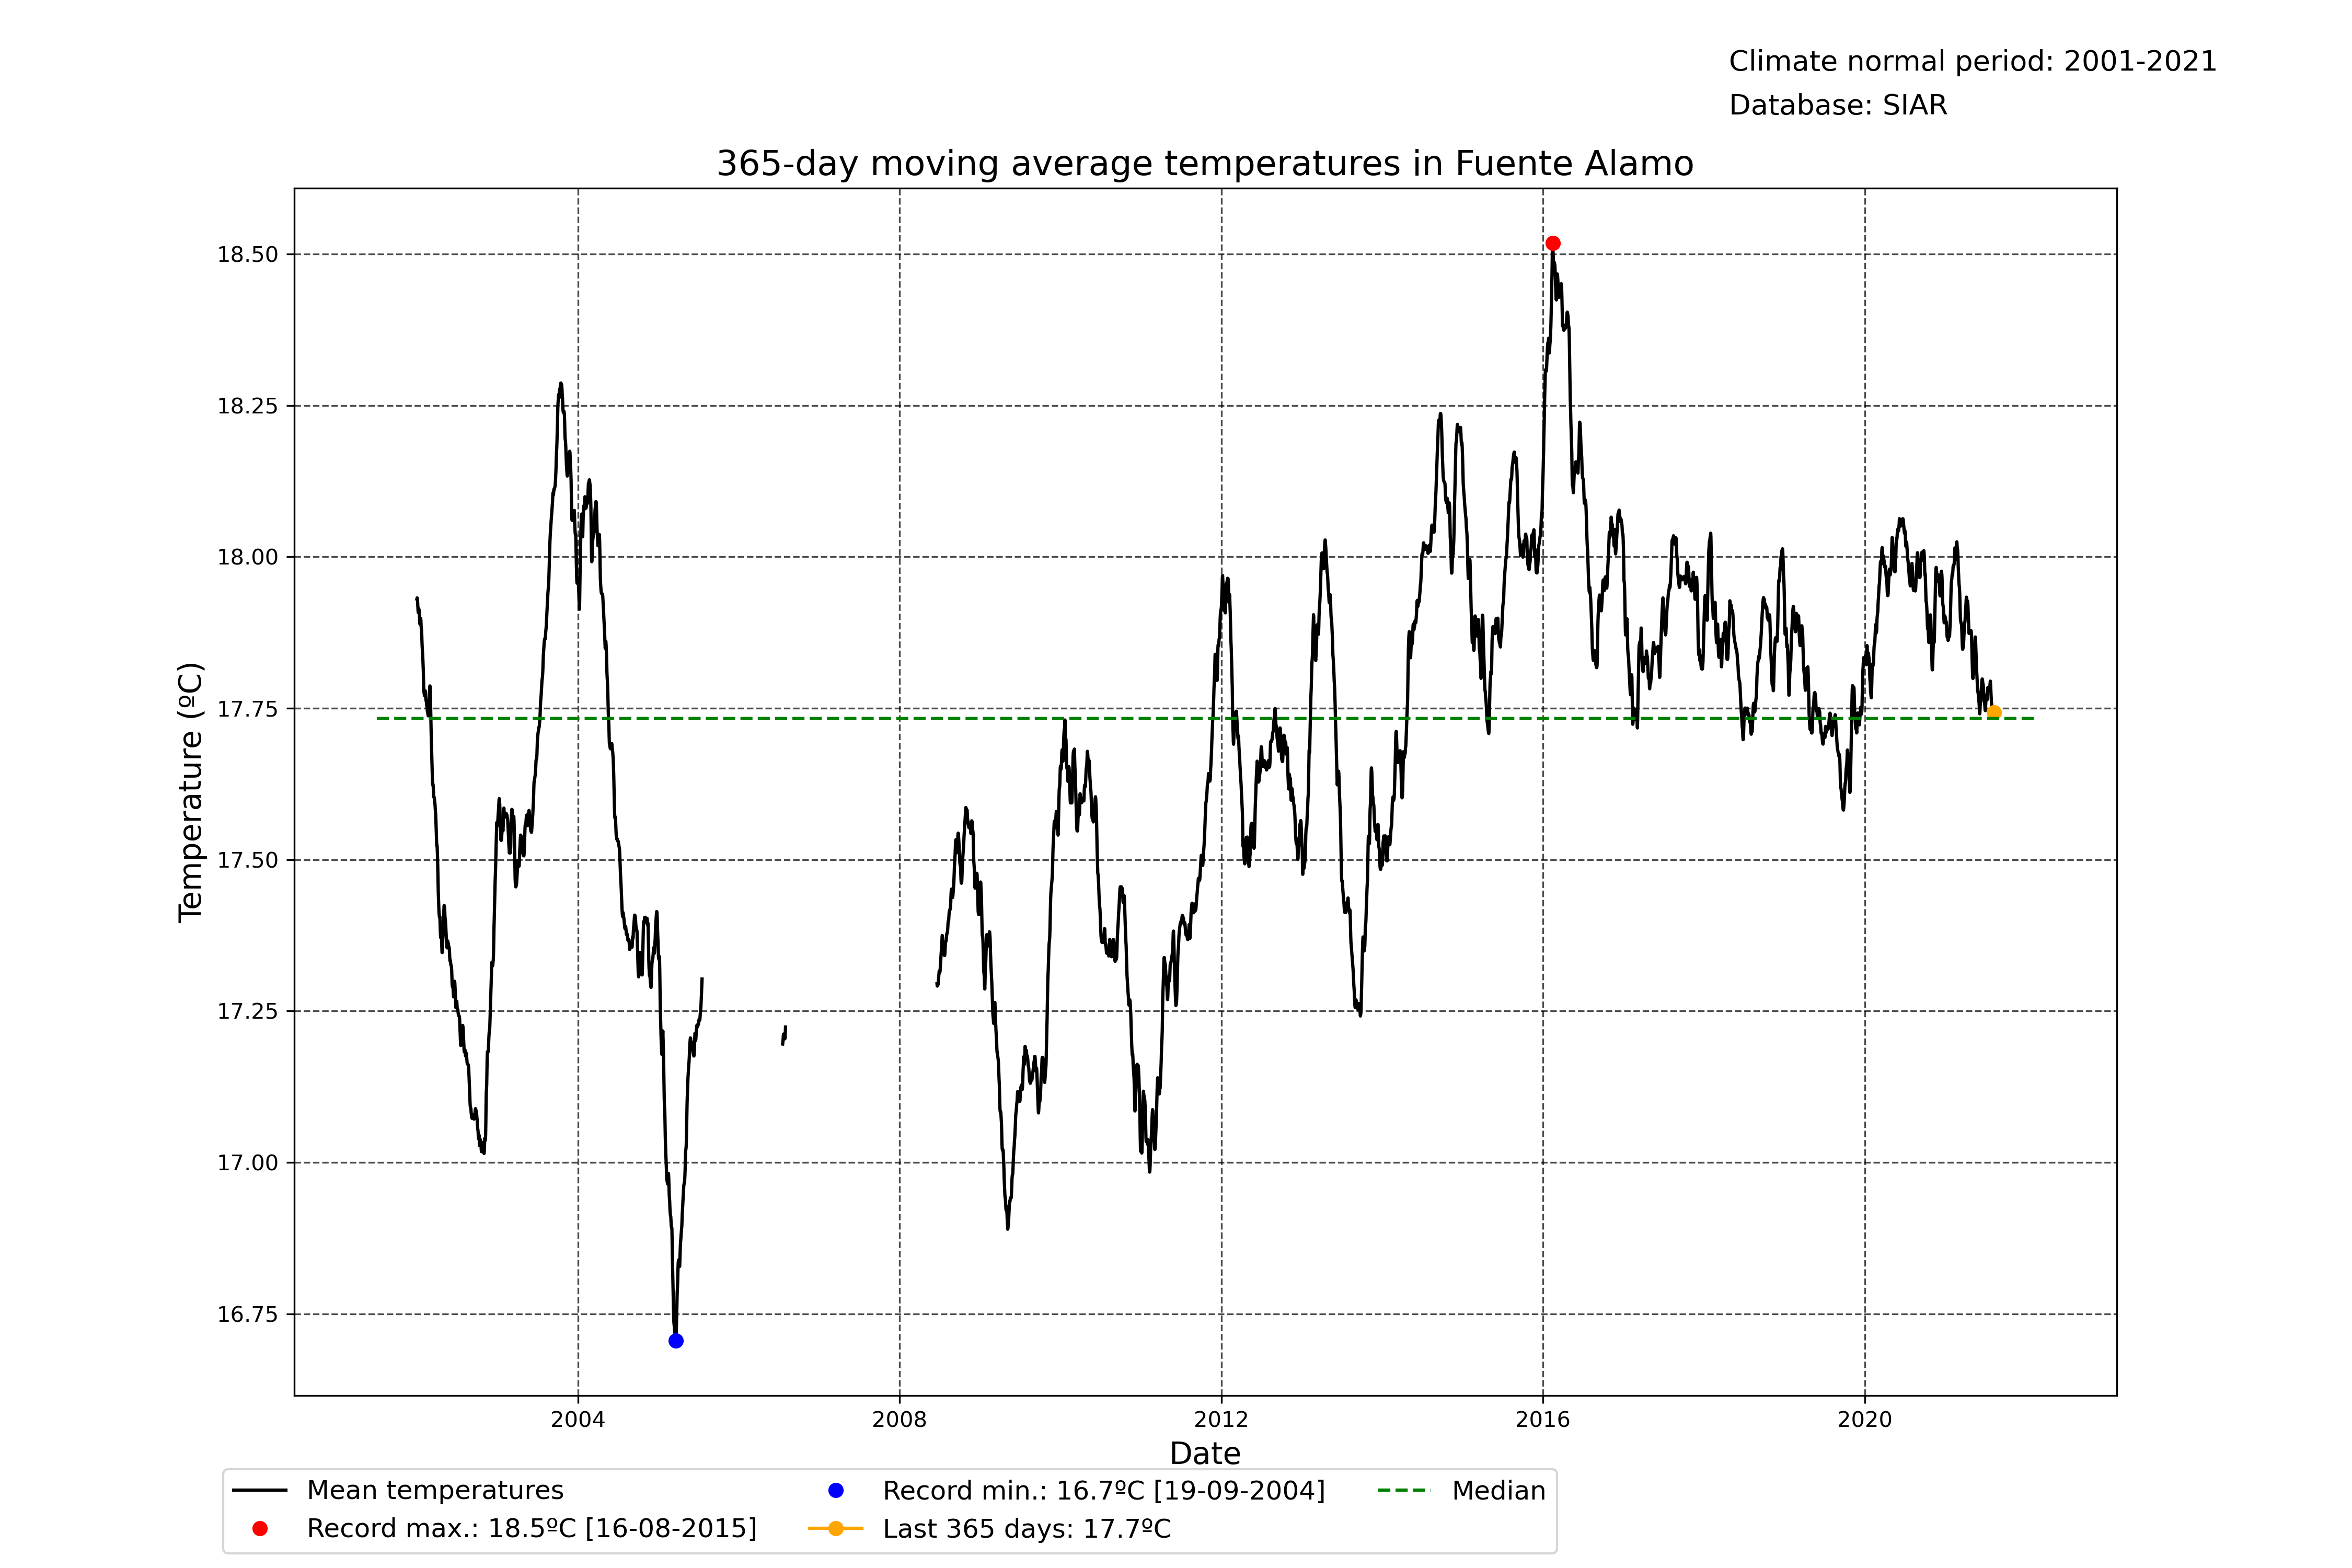 Climate normal period: 2001-2021
Database: SIAR
365-day moving average temperatures in Fuente Alamo
18.50
18.25
18.00
17.75
17.50
17.25
17.00
16.75
Temperature (ºC)
2004 2008 2012 2016 2020
Date
Mean temperatures
Record max.: 18.5ºC [16-08-2015]
Record min.: 16.7ºC [19-09-2004]
Last 365 days: 17.7ºC
Median